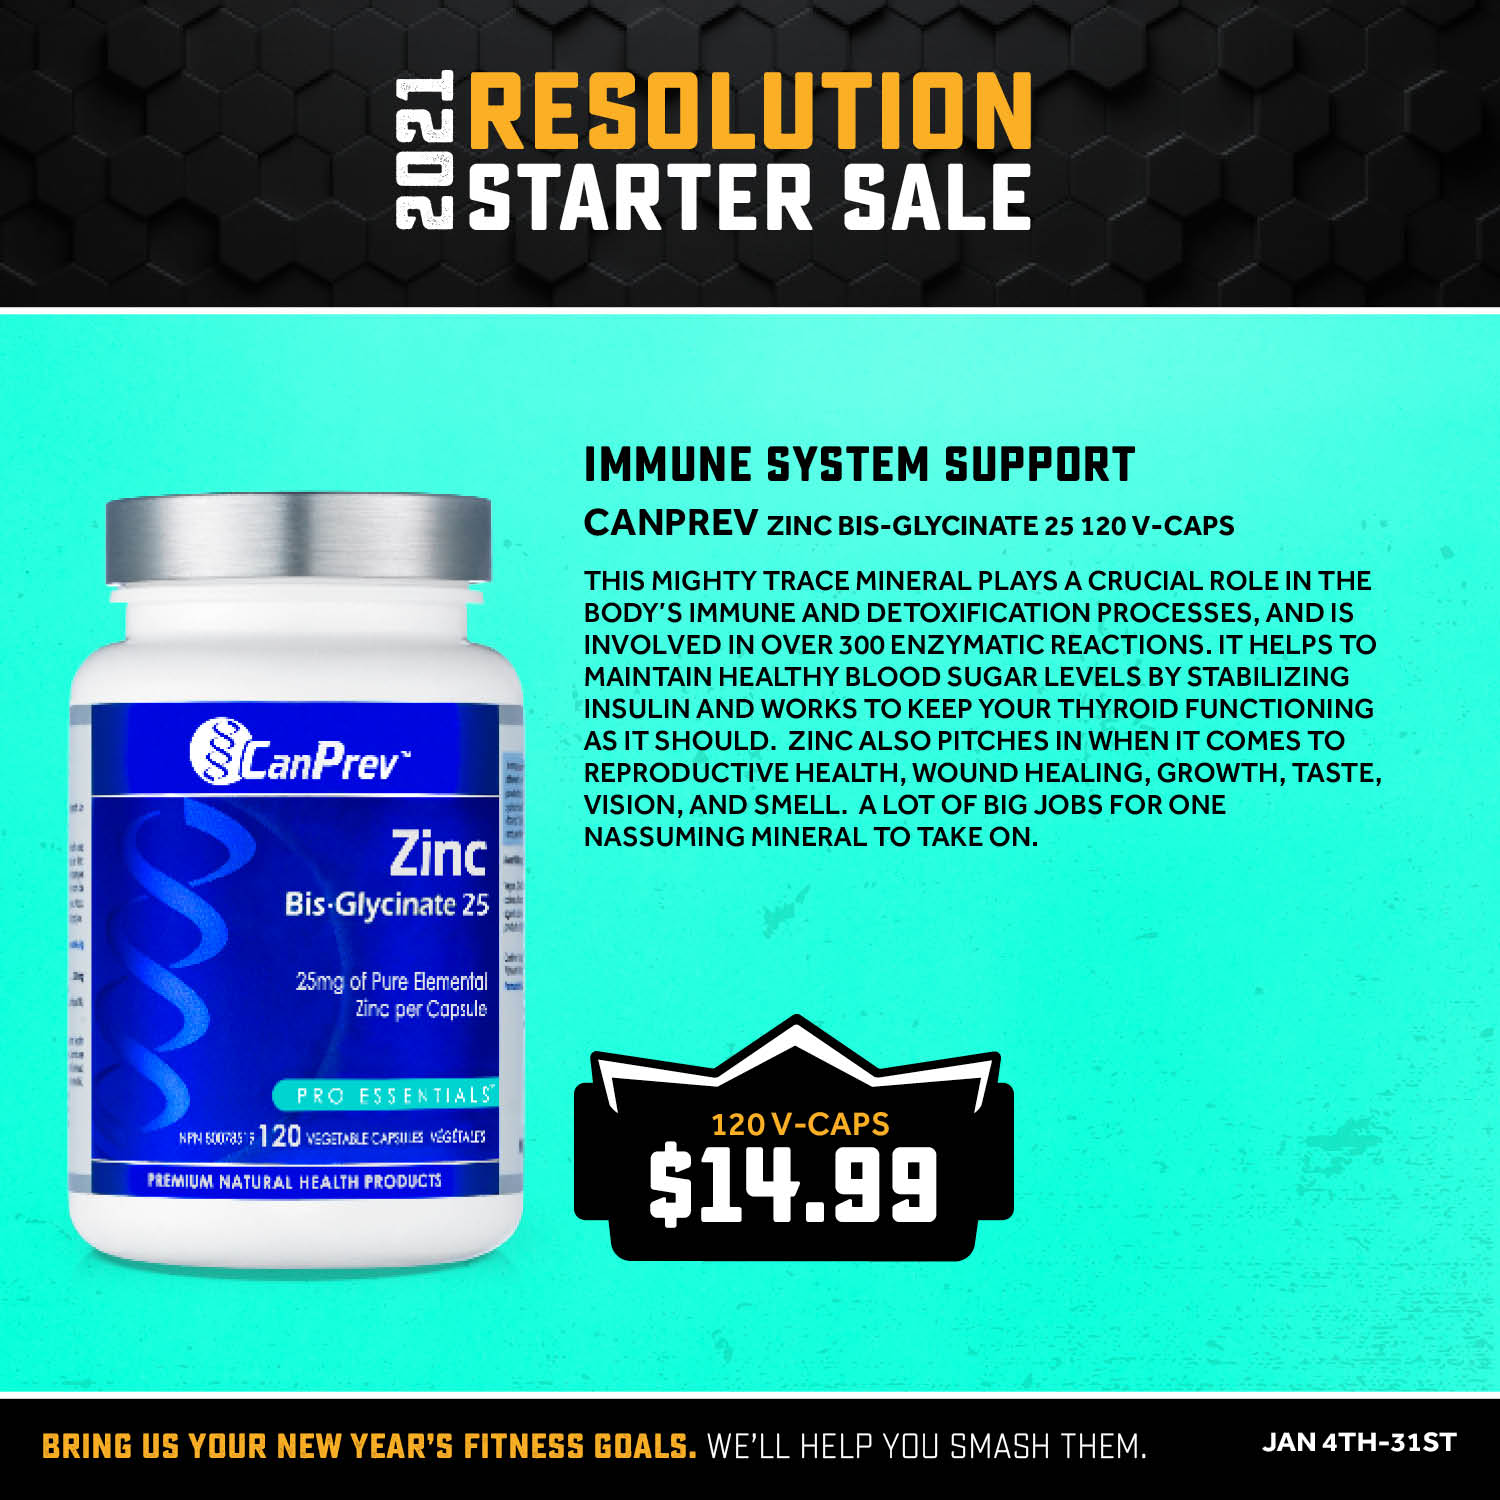 2021
RESOLUTION
STARTER SALE
IMMUNE SYSTEM SUPPORT
CANPREV ZINC BIS-GLYCINATE 25 120 V-CAPS
THIS MIGHTY TRACE MINERAL PLAYS A CRUCIAL ROLE IN THE
BODY'S IMMUNE AND DETOXIFICATION PROCESSES, AND IS
INVOLVED IN OVER 300 ENZYMATIC REACTIONS. IT HELPS TO
MAINTAIN HEALTHY BLOOD SUGAR LEVELS BY STABILIZING
INSULIN AND WORKS TO KEEP YOUR THYROID FUNCTIONING
AS IT SHOULD. ZINC ALSO PITCHES IN WHEN IT COMES TO
REPRODUCTIVE HEALTH, WOUND HEALING, GROWTH, TASTE,
VISION, AND SMELL. A LOT OF BIG JOBS FOR ONE
NASSUMING MINERAL TO TAKE ON.
CanPrev™
Zinc
Bis-Glycinate 25
25mg of Pure Elemental
Zinc per Capsule
PRO ESSENTIALS™
NPN 120 VEGETABLE CAPSULES VÉGÉTALES
PREMIUM NATURAL HEALTH PRODUCTS
120 V-CAPS
$14.99
BRING US YOUR NEW YEAR'S FITNESS GOALS. WE'LL HELP YOU SMASH THEM.
JAN 4TH-31ST